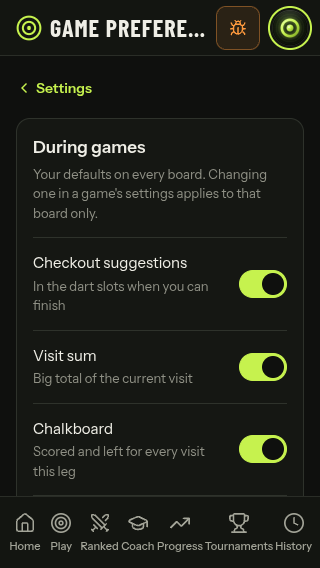 GAME PREFERE...
Settings
During games
Your defaults on every board. Changing
one in a game's settings applies to that
board only.
Checkout suggestions
In the dart slots when you can
finish
Visit sum
Big total of the current visit
Chalkboard
Scored and left for every visit
this leg
Home Play Ranked Coach Progress Tournaments History